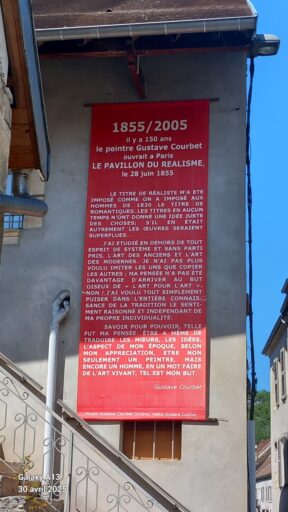 1855/2005
il y a 150 ans
le peintre Gustave Courbet
ouvrait a Paris
LE PAVILLON DU REALISME,
le 28 Juin 1855
LE TITRE DE RÉALISTE M'A ÉTÉ
IMPOSÉ COMME ON A IMPOSÉ AUX
HOMMES DE 1830 LE TITRE DE
ROMANTIQUES. LES TITRES EN AUCUN
TEMPS N'ONT DONNÉ UNE IDÉE JUSTE
DES CHOSES; S'IL EN ÉTAIT
AUTREMENT LES ŒUVRES SERAIENT
SUPERFLUES.
J'AI ÉTUDIÉ EN DEHORS DE TOUT
ESPRIT DE SYSTÈME ET SANS PARTI
PRIS, L'ART DES ANCIENS ET L'ART
DES MODERNES. JE N'AI PAS PLUS
VOULU IMITER LES UNS QUE COPIER
LES AUTRES ; MA PENSÉE N'A PAS ÉTÉ
DAVANTAGE D'ARRIVER AU BUT
OISEUX DE « L'ART POUR L'ART ».
"NON ! J'AI VOULU TOUT SIMPLEMENT
PUISER DANS L'ENTIÈRE CONNAIS-
SANCE DE LA TRADITION LE SENTI-
MENT RAISONNÉ ET INDÉPENDANT DE
MA PROPRE INDIVIDUALITÉ.
SAVOIR POUR POUVOIR, TELLE
FUT MA PENSÉE. ÊTRE A MÊME DE
TRADUIRE LES MŒURS, LES IDÉES,
L'ASPECT DE MON ÉPOQUE, SELON
MON APPRÉCIATION, ÊTRE NON
SEULEMENT UN PEINTRE, MAIS
ENCORE UN HOMME, EN UN MOT FAIRE
DE L'ART VIVANT, TEL EST MON BUT.
Gustave Courbet
Musée Gustave Courbet Ornans, Institut Gustave Courbet
Galaxy A13
30 avril 2025